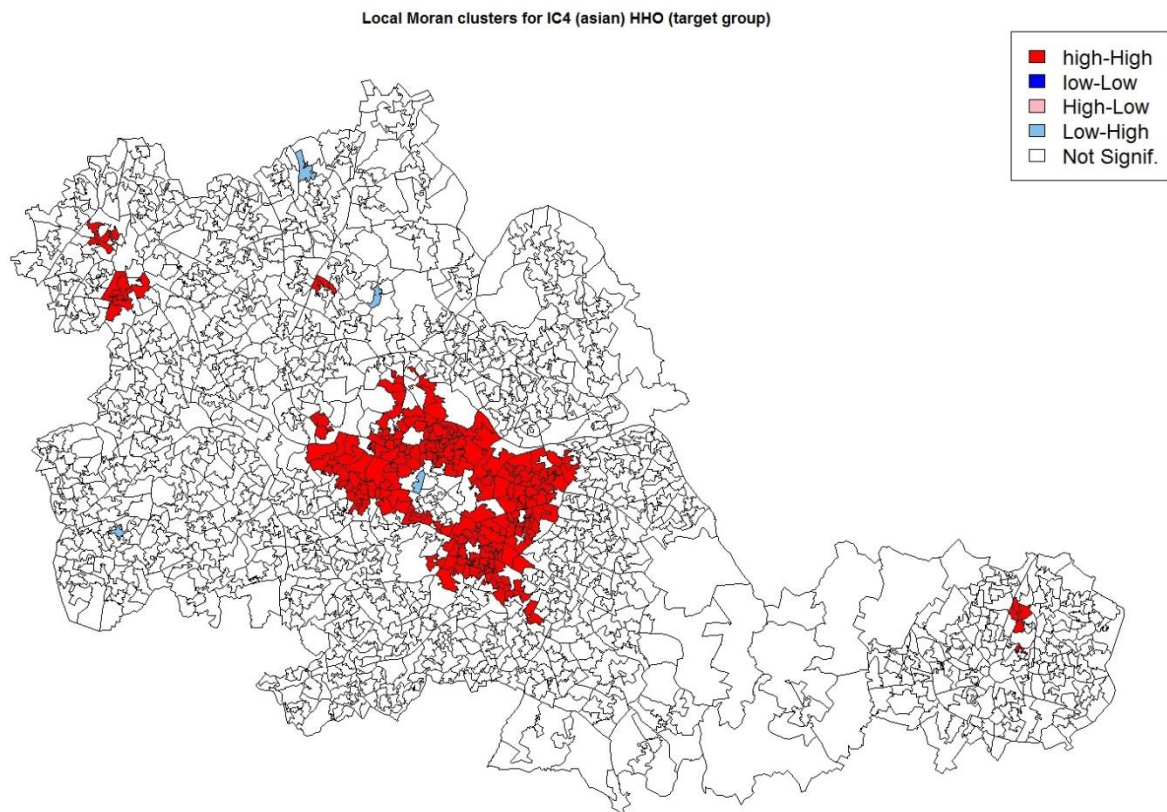 Local Moran clusters for IC4 (asian) HHO (target group)
high-High
low-Low
High-Low
Low-High
Not Signif.